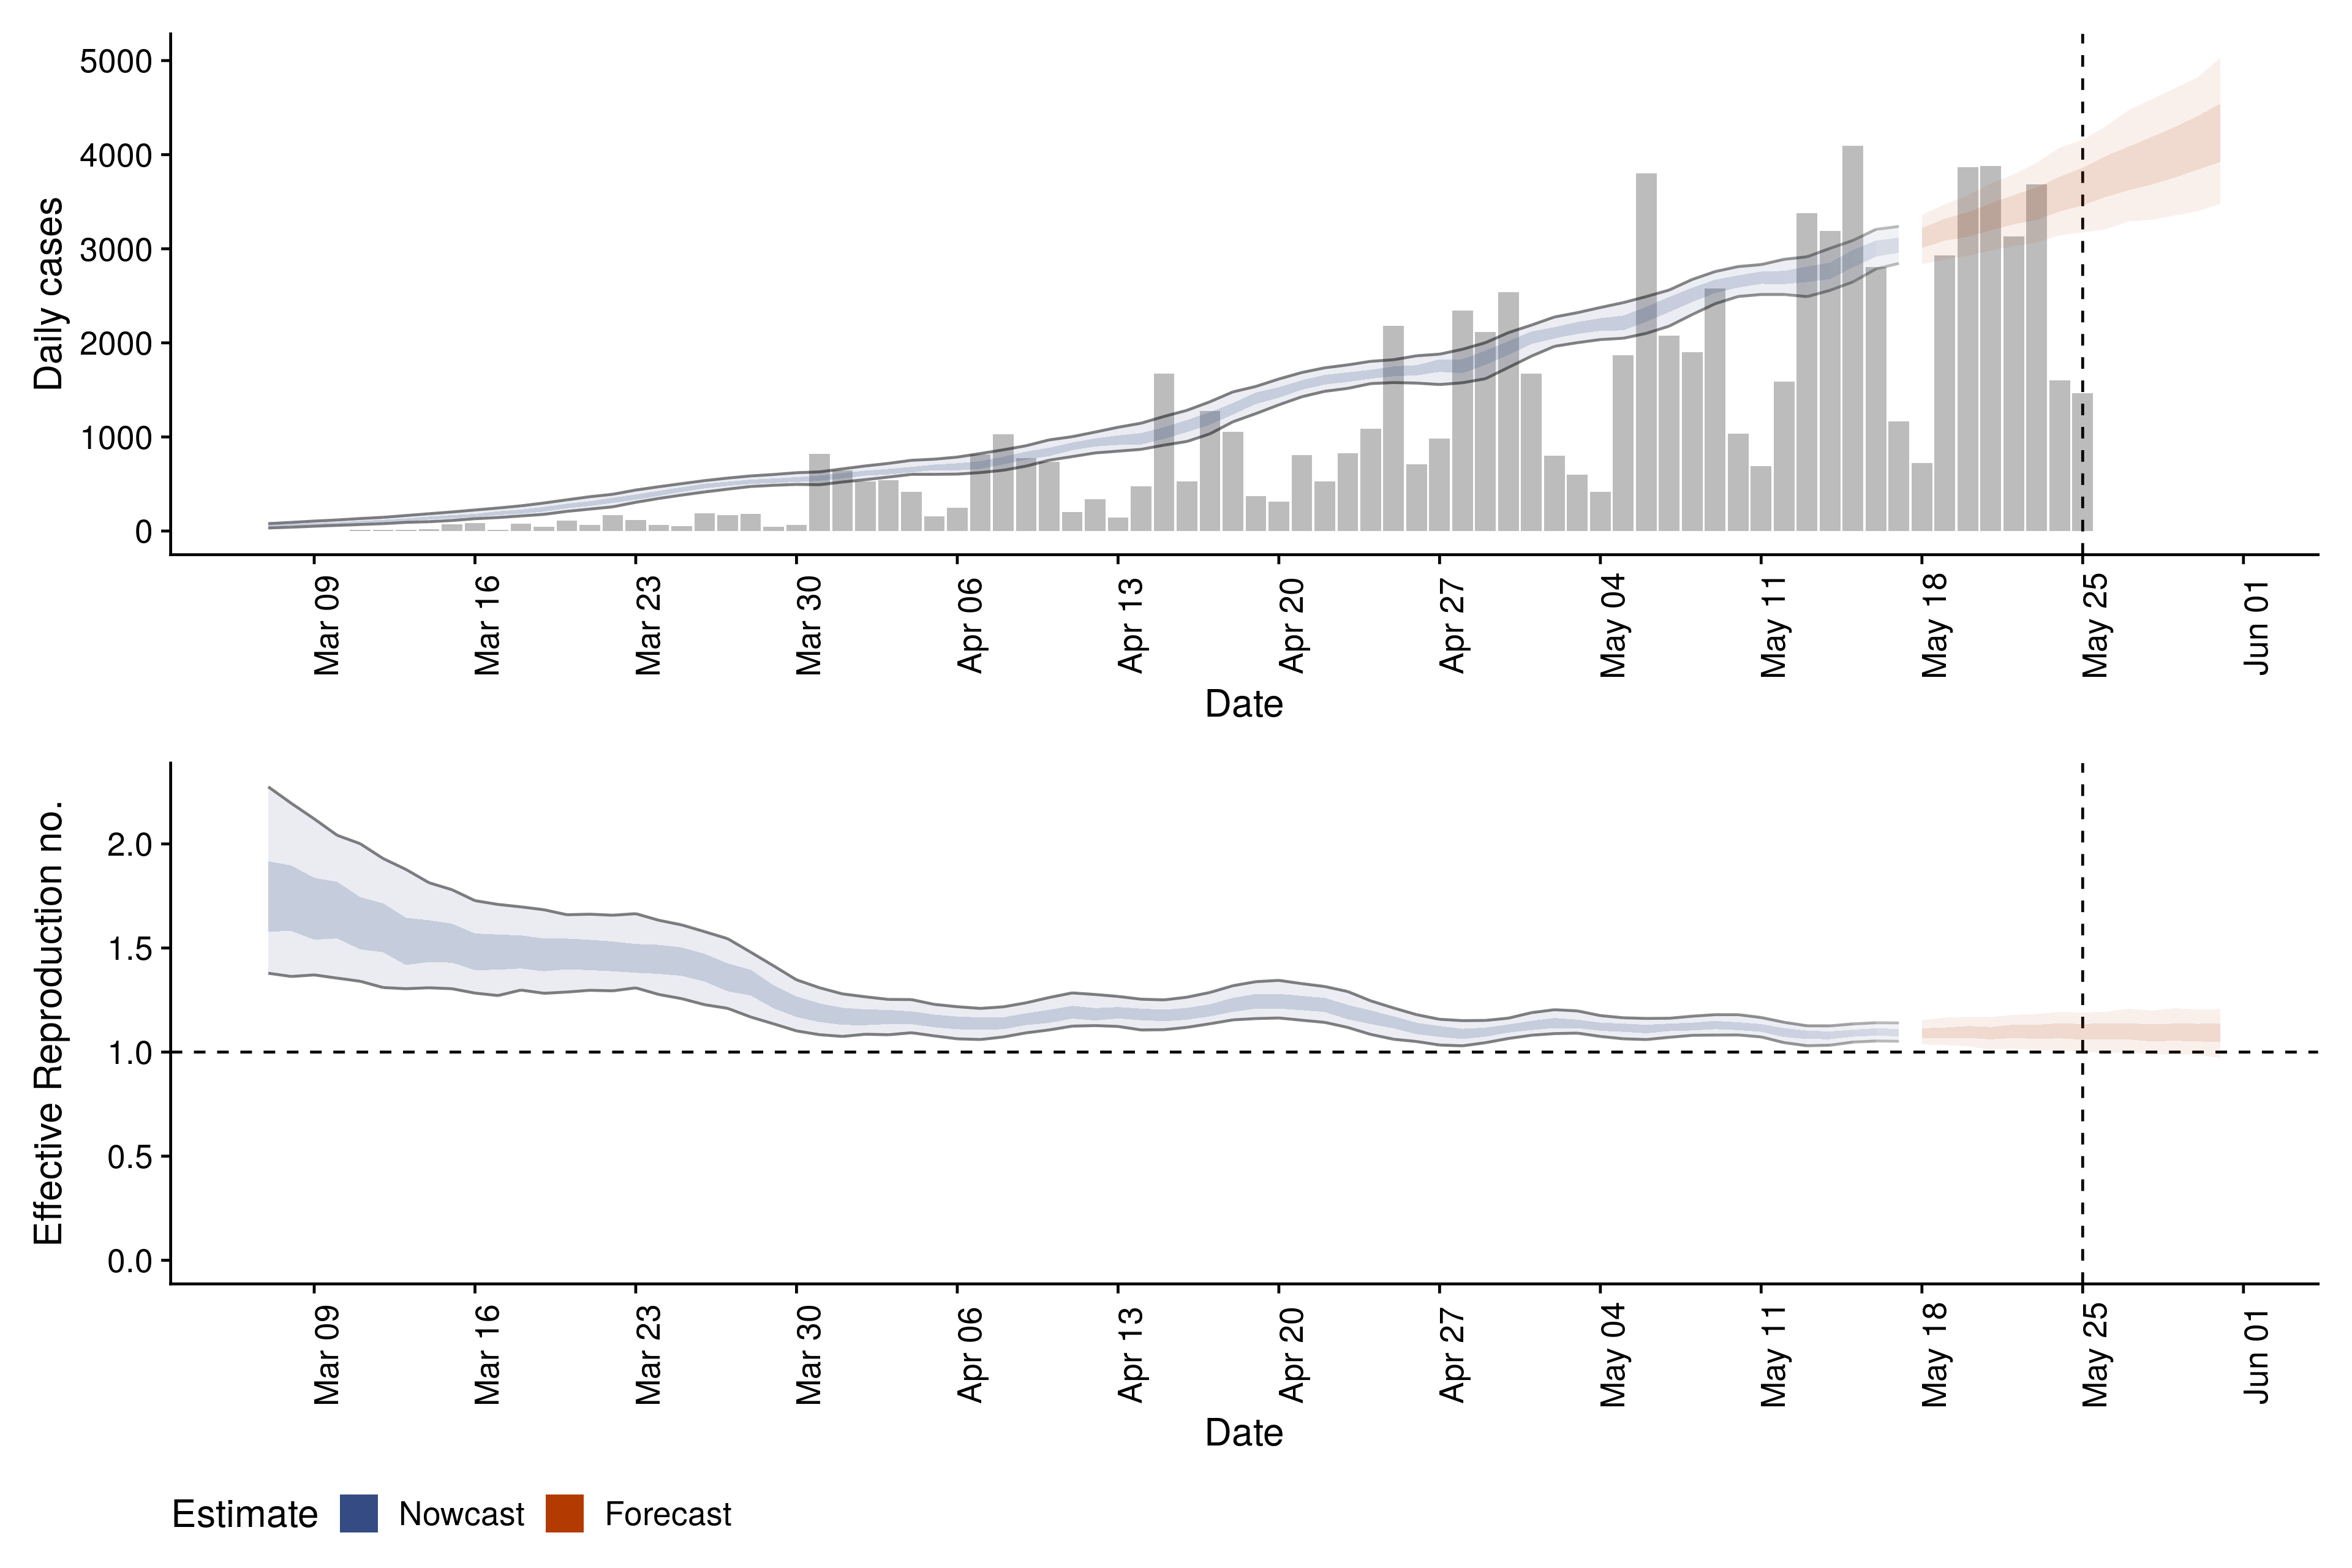 Daily cases
5000
4000
3000
2000
1000
0
Mar 09
Mar 16
Mar 23
Mar 30
Apr 06
Apr 13
Apr 20
Apr 27
May 04
May 11
May 18
May 25
Jun 01
Date
Effective Reproduction no.
2.0
1.5
1.0
0.5
0.0
Mar 09
Mar 16
Mar 23
Mar 30
Apr 06
Apr 13
Apr 20
Apr 27
May 04
May 11
May 18
May 25
Jun 01
Date
Estimate Nowcast Forecast